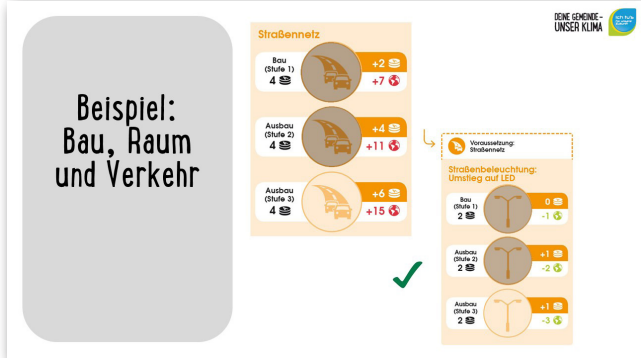 DEINE GEMEINDE -
UNSER KLIMA
Beispiel:
Bau, Raum
und Verkehr
Straßennetz
Bau
(Stufe 1)
4
+2
+7
Ausbau
(Stufe 2)
4
+4
+11
Ausbau
(Stufe 3)
4
+6
+15
Voraussetzung:
Straßennetz
Straßenbeleuchtung:
Umstieg auf LED
Bau
(Stufe 1)
2
0
-1
Ausbau
(Stufe 2)
2
+1
-2
Ausbau
(Stufe 3)
2
+1
-3